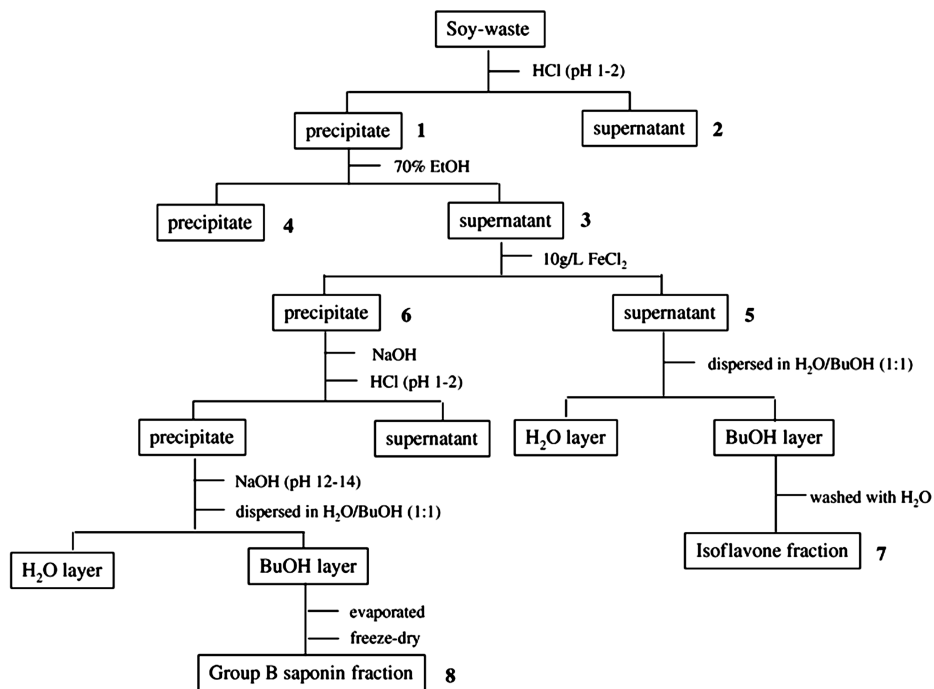 Soy-waste
HCl (pH 1-2)
precipitate 1
supernatant 2
70% EtOH
precipitate 4
supernatant 3
10g/L FeCl₂
precipitate 6
supernatant 5
NaOH
HCl (pH 1-2)
dispersed in H₂O/BuOH (1:1)
precipitate
supernatant
H₂O layer
BuOH layer
NaOH (pH 12-14)
dispersed in H₂O/BuOH (1:1)
washed with H₂O
Isoflavone fraction 7
H₂O layer
BuOH layer
evaporated
freeze-dry
Group B saponin fraction 8